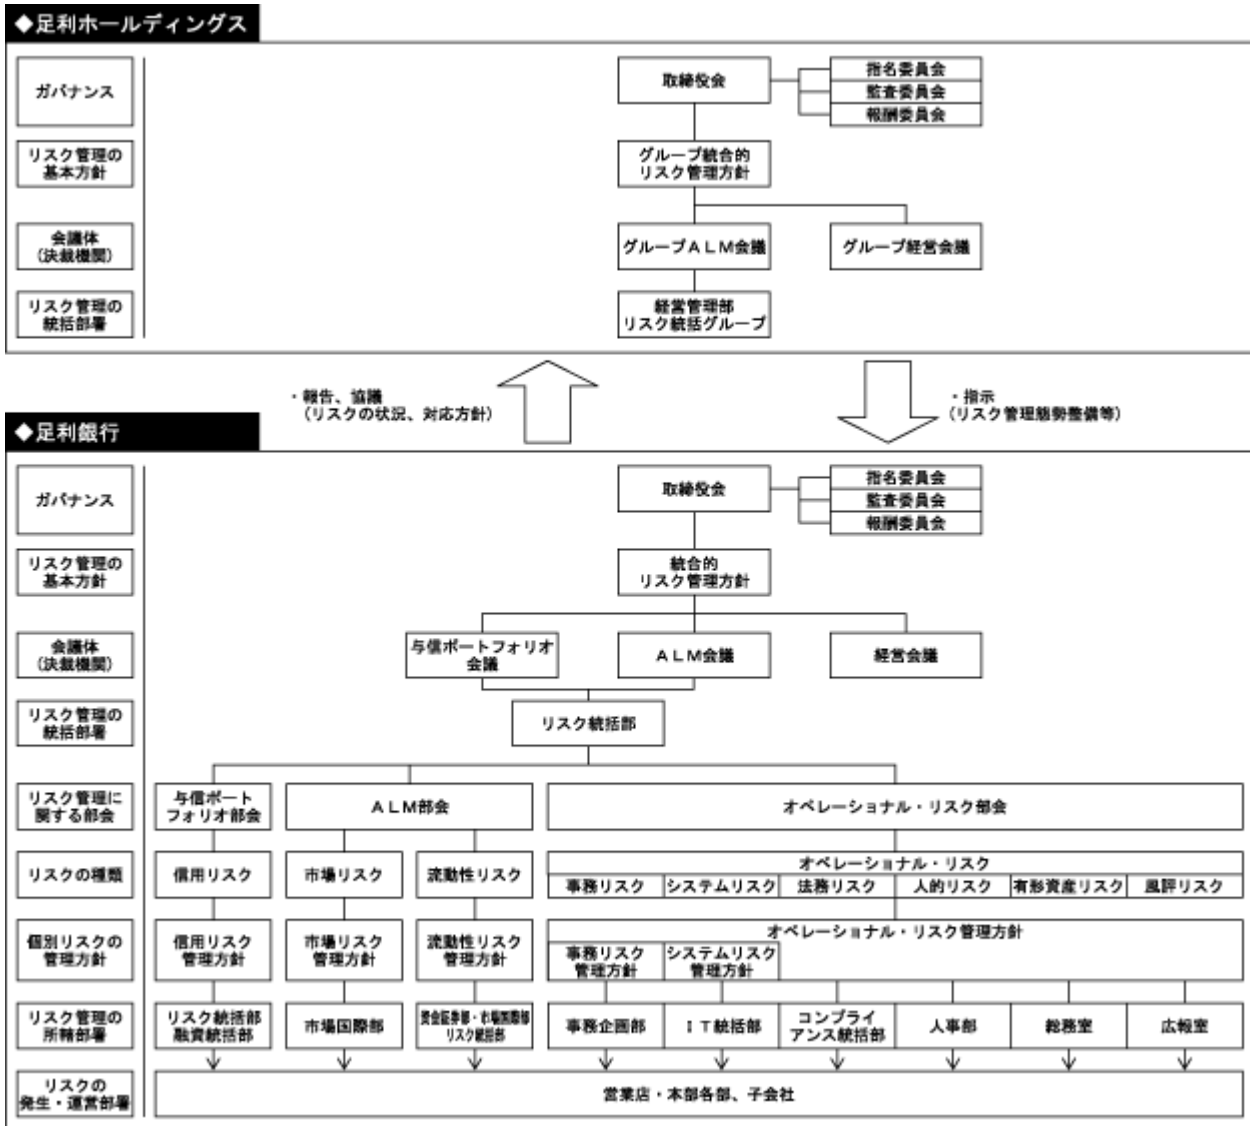 ◆足利ホールディングス
ガバナンス
取締役会
指名委員会
監査委員会
報酬委員会
リスク管理の
基本方針
グループ統合的
リスク管理方針
会議体
(決裁機関)
グループＡＬＭ会議
グループ経営会議
リスク管理の
統括部署
経営管理部
リスク統括グループ
・報告、協議
(リスクの状況、対応方針)
・指示
(リスク管理態勢整備等)
◆足利銀行
ガバナンス
取締役会
指名委員会
監査委員会
報酬委員会
リスク管理の
基本方針
統合的
リスク管理方針
会議体
(決裁機関)
与信ポートフォリオ
会議
ＡＬＭ会議
経営会議
リスク管理の
統括部署
リスク統括部
リスク管理に
関する部会
与信ポート
フォリオ部会
ＡＬＭ部会
オペレーショナル・リスク部会
リスクの種類
信用リスク
市場リスク
流動性リスク
オペレーショナル・リスク
事務リスク
システムリスク
法務リスク
人的リスク
有形資産リスク
風評リスク
個別リスクの
管理方針
信用リスク
管理方針
市場リスク
管理方針
流動性リスク
管理方針
オペレーショナル・リスク管理方針
事務リスク
管理方針
システムリスク
管理方針
リスク管理の
所轄部署
リスク統括部
融資統括部
市場国際部
資金証券部・市場国際部
リスク統括部
事務企画部
ＩＴ統括部
コンプライ
アンス統括部
人事部
総務室
広報室
リスクの
発生・運営部署
営業店・本部各部、子会社